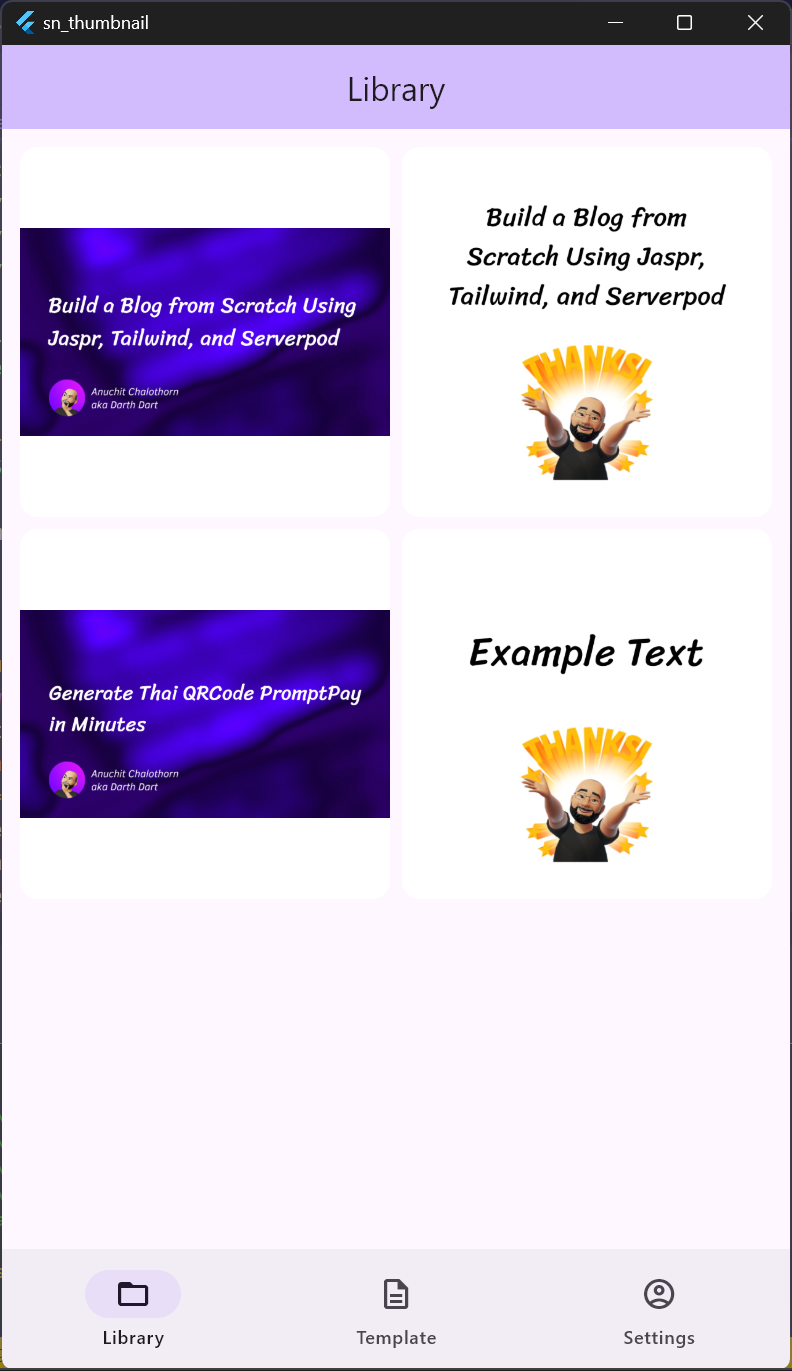 sn_thumbnail
Library
Build a Blog from Scratch Using
Jaspr, Tailwind, and Serverpod
Anuchit Chalothorn
aka Darth Dart
Build a Blog from
Scratch Using Jaspr,
Tailwind, and Serverpod
THANKS!
Generate Thai QRCode PromptPay
in Minutes
Anuchit Chalothorn
aka Darth Dart
Example Text
THANKS!
Library
Template
Settings